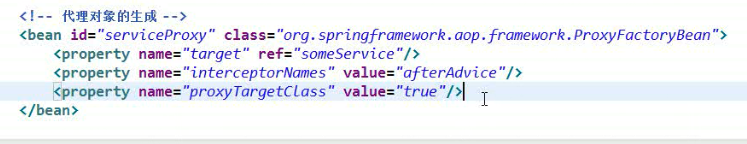 <!-- 代理对象的生成 -->
<bean id="serviceProxy" class="org.springframework.aop.framework.ProxyFactoryBean">
<property name="target" ref="someService"/>
<property name="interceptorNames" value="afterAdvice"/>
<property name="proxyTargetClass" value="true"/>
</bean>